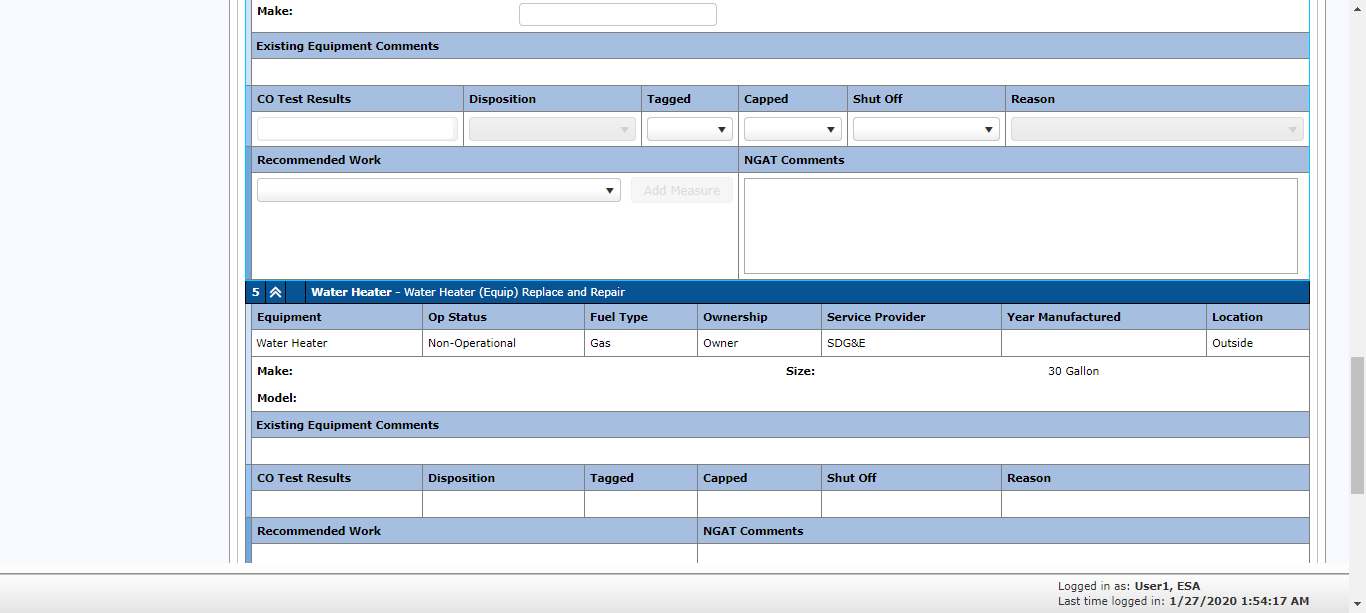 Make:
Existing Equipment Comments
CO Test Results Disposition Tagged Capped Shut Off Reason
Recommended Work NGAT Comments
Add Measure
5 Water Heater - Water Heater (Equip) Replace and Repair
Equipment Op Status Fuel Type Ownership Service Provider Year Manufactured Location
Water Heater Non-Operational Gas Owner SDG&E Outside
Make: Size: 30 Gallon
Model:
Existing Equipment Comments
CO Test Results Disposition Tagged Capped Shut Off Reason
Recommended Work NGAT Comments
Logged in as: User1, ESA
Last time logged in: 1/27/2020 1:54:17 AM